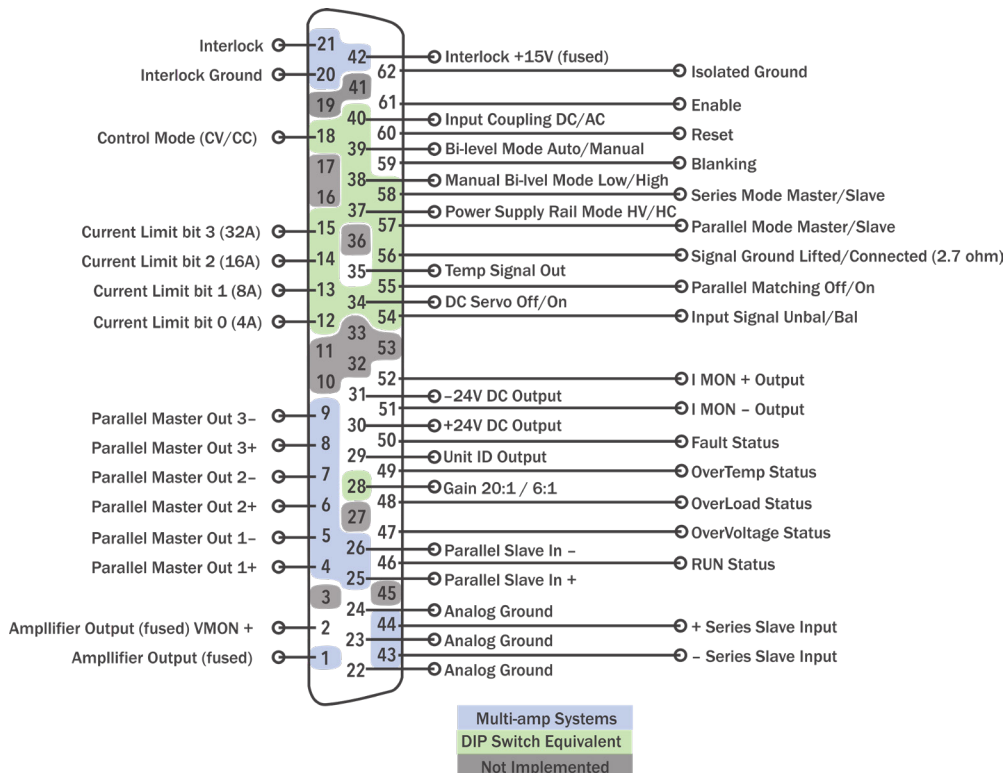 Interlock
21
42
Interlock +15V (fused)
Interlock Ground
20
62
Isolated Ground
41
19
61
Enable
40
Input Coupling DC/AC
Control Mode (CV/CC)
18
60
Reset
39
Bi-level Mode Auto/Manual
17
59
Blanking
38
Manual Bi-lvel Mode Low/High
16
58
Series Mode Master/Slave
37
Power Supply Rail Mode HV/HC
Current Limit bit 3 (32A)
15
57
Parallel Mode Master/Slave
36
Current Limit bit 2 (16A)
14
56
Signal Ground Lifted/Connected (2.7 ohm)
35
Temp Signal Out
Current Limit bit 1 (8A)
13
55
Parallel Matching Off/On
34
DC Servo Off/On
Current Limit bit 0 (4A)
12
54
Input Signal Unbal/Bal
33
11
53
32
10
52
I MON + Output
31
–24V DC Output
Parallel Master Out 3–
9
51
I MON – Output
30
+24V DC Output
Parallel Master Out 3+
8
50
Fault Status
29
Unit ID Output
Parallel Master Out 2–
7
49
OverTemp Status
28
Gain 20:1 / 6:1
Parallel Master Out 2+
6
48
OverLoad Status
27
Parallel Master Out 1–
5
47
OverVoltage Status
26
Parallel Slave In –
Parallel Master Out 1+
4
46
RUN Status
25
Parallel Slave In +
3
45
24
Analog Ground
Ampllifier Output (fused) VMON +
2
44
+ Series Slave Input
23
Analog Ground
Ampllifier Output (fused)
1
43
– Series Slave Input
22
Analog Ground
Multi-amp Systems
DIP Switch Equivalent
Not Implemented